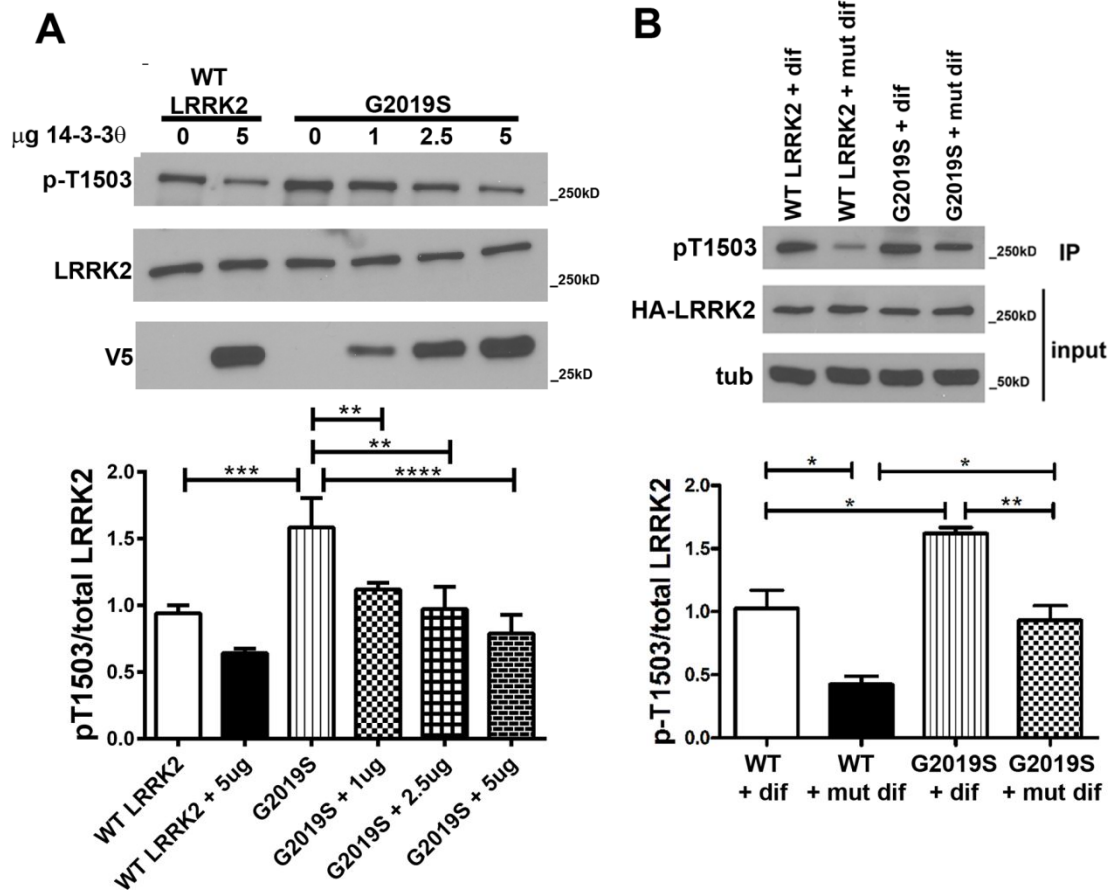 A
WT
LRRK2
G2019S
μg 14-3-3θ
0 5 0 1 2.5 5
p-T1503
_250kD
LRRK2
_250kD
V5
_25kD
**
**
***
****
pT1503/total LRRK2
2.0
1.5
1.0
0.5
0.0
WT LRRK2
WT LRRK2 + 5ug
G2019S
G2019S + 1ug
G2019S + 2.5ug
G2019S + 5ug
B
WT LRRK2 + dif
WT LRRK2 + mut dif
G2019S + dif
G2019S + mut dif
pT1503
_250kD
IP
HA-LRRK2
_250kD
input
tub
_50kD
*
*
*
**
p-T1503/total LRRK2
2.0
1.5
1.0
0.5
0.0
WT
+ dif
WT
+ mut dif
G2019S
+ dif
G2019S
+ mut dif